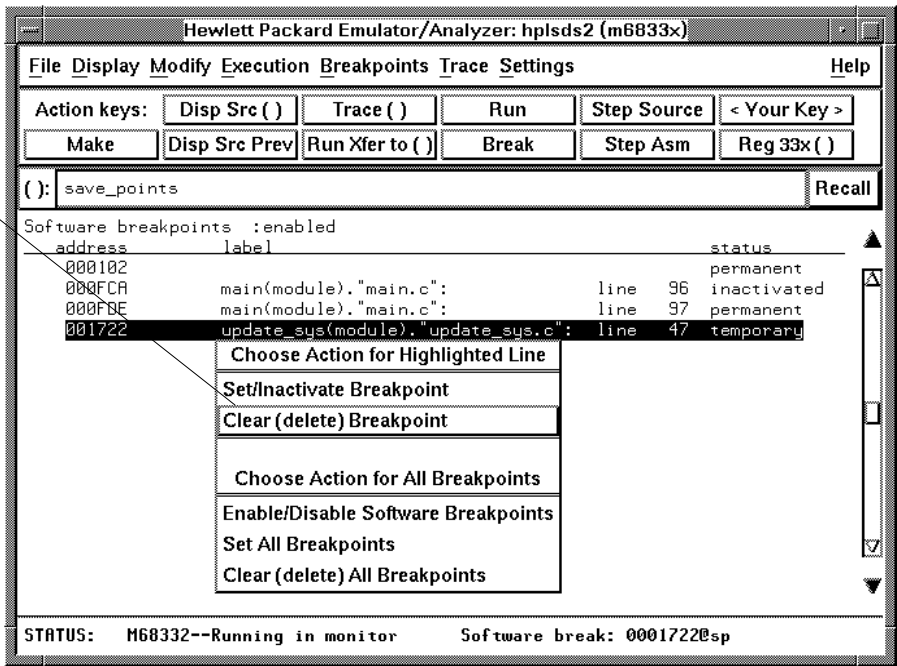 Hewlett Packard Emulator/Analyzer: hplsds2 (m6833x)
File Display Modify Execution Breakpoints Trace Settings Help
Action keys: Disp Src ( ) Trace ( ) Run Step Source < Your Key >
Make Disp Src Prev Run Xfer to ( ) Break Step Asm Reg 33x ( )
( ): save_points Recall
Software breakpoints :enabled
address label status
000102 permanent
000FCA main(module)."main.c": line 96 inactivated
000FDE main(module)."main.c": line 97 permanent
001722 update_sys(module)."update_sys.c": line 47 temporary
Choose Action for Highlighted Line
Set/Inactivate Breakpoint
Clear (delete) Breakpoint
Choose Action for All Breakpoints
Enable/Disable Software Breakpoints
Set All Breakpoints
Clear (delete) All Breakpoints
STATUS: M68332--Running in monitor Software break: 0001722@sp